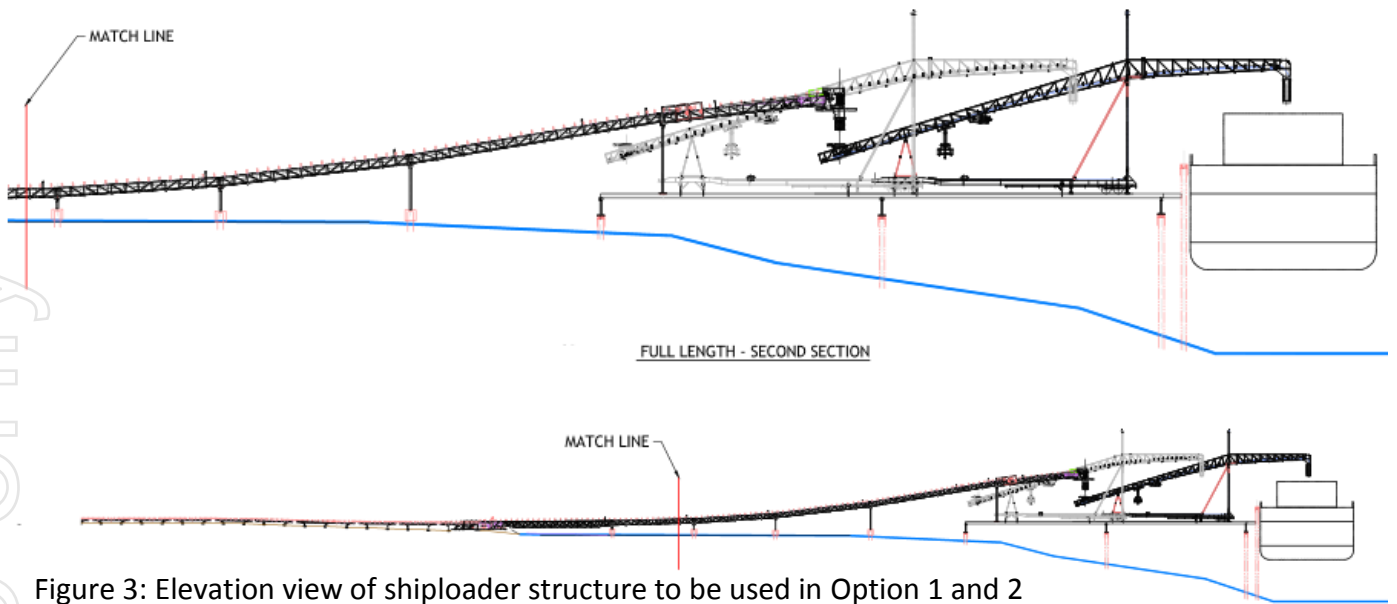 MATCH LINE
FULL LENGTH - SECOND SECTION
MATCH LINE
Figure 3: Elevation view of shiploader structure to be used in Option 1 and 2